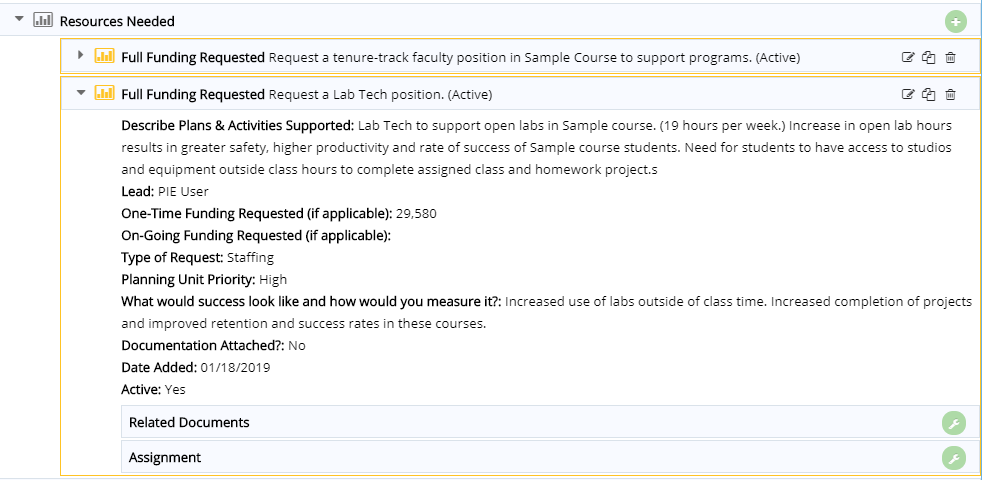 Resources Needed
Full Funding Requested Request a tenure-track faculty position in Sample Course to support programs. (Active)
Full Funding Requested Request a Lab Tech position. (Active)
Describe Plans & Activities Supported: Lab Tech to support open labs in Sample course. (19 hours per week.) Increase in open lab hours
results in greater safety, higher productivity and rate of success of Sample course students. Need for students to have access to studios
and equipment outside class hours to complete assigned class and homework project.s
Lead: PIE User
One-Time Funding Requested (if applicable): 29,580
On-Going Funding Requested (if applicable):
Type of Request: Staffing
Planning Unit Priority: High
What would success look like and how would you measure it?: Increased use of labs outside of class time. Increased completion of projects
and improved retention and success rates in these courses.
Documentation Attached?: No
Date Added: 01/18/2019
Active: Yes
Related Documents
Assignment